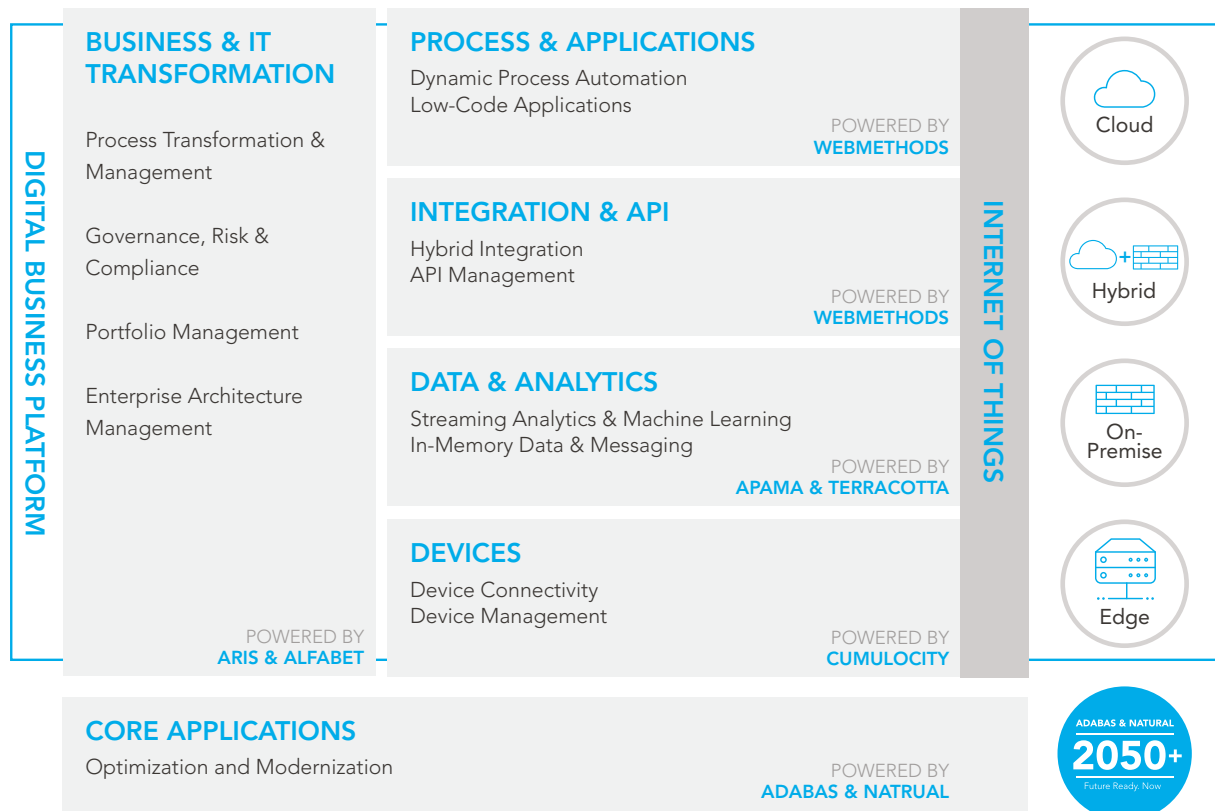 DIGITAL BUSINESS PLATFORM
BUSINESS & IT
TRANSFORMATION
Process Transformation &
Management
Governance, Risk &
Compliance
Portfolio Management
Enterprise Architecture
Management
POWERED BY
ARIS & ALFABET
PROCESS & APPLICATIONS
Dynamic Process Automation
Low-Code Applications
POWERED BY
WEBMETHODS
INTEGRATION & API
Hybrid Integration
API Management
POWERED BY
WEBMETHODS
DATA & ANALYTICS
Streaming Analytics & Machine Learning
In-Memory Data & Messaging
POWERED BY
APAMA & TERRACOTTA
DEVICES
Device Connectivity
Device Management
POWERED BY
CUMULOCITY
INTERNET OF THINGS
Cloud
+
Hybrid
On-
Premise
Edge
CORE APPLICATIONS
Optimization and Modernization
POWERED BY
ADABAS & NATRUAL
ADABAS & NATURAL
2050+
Future Ready. Now